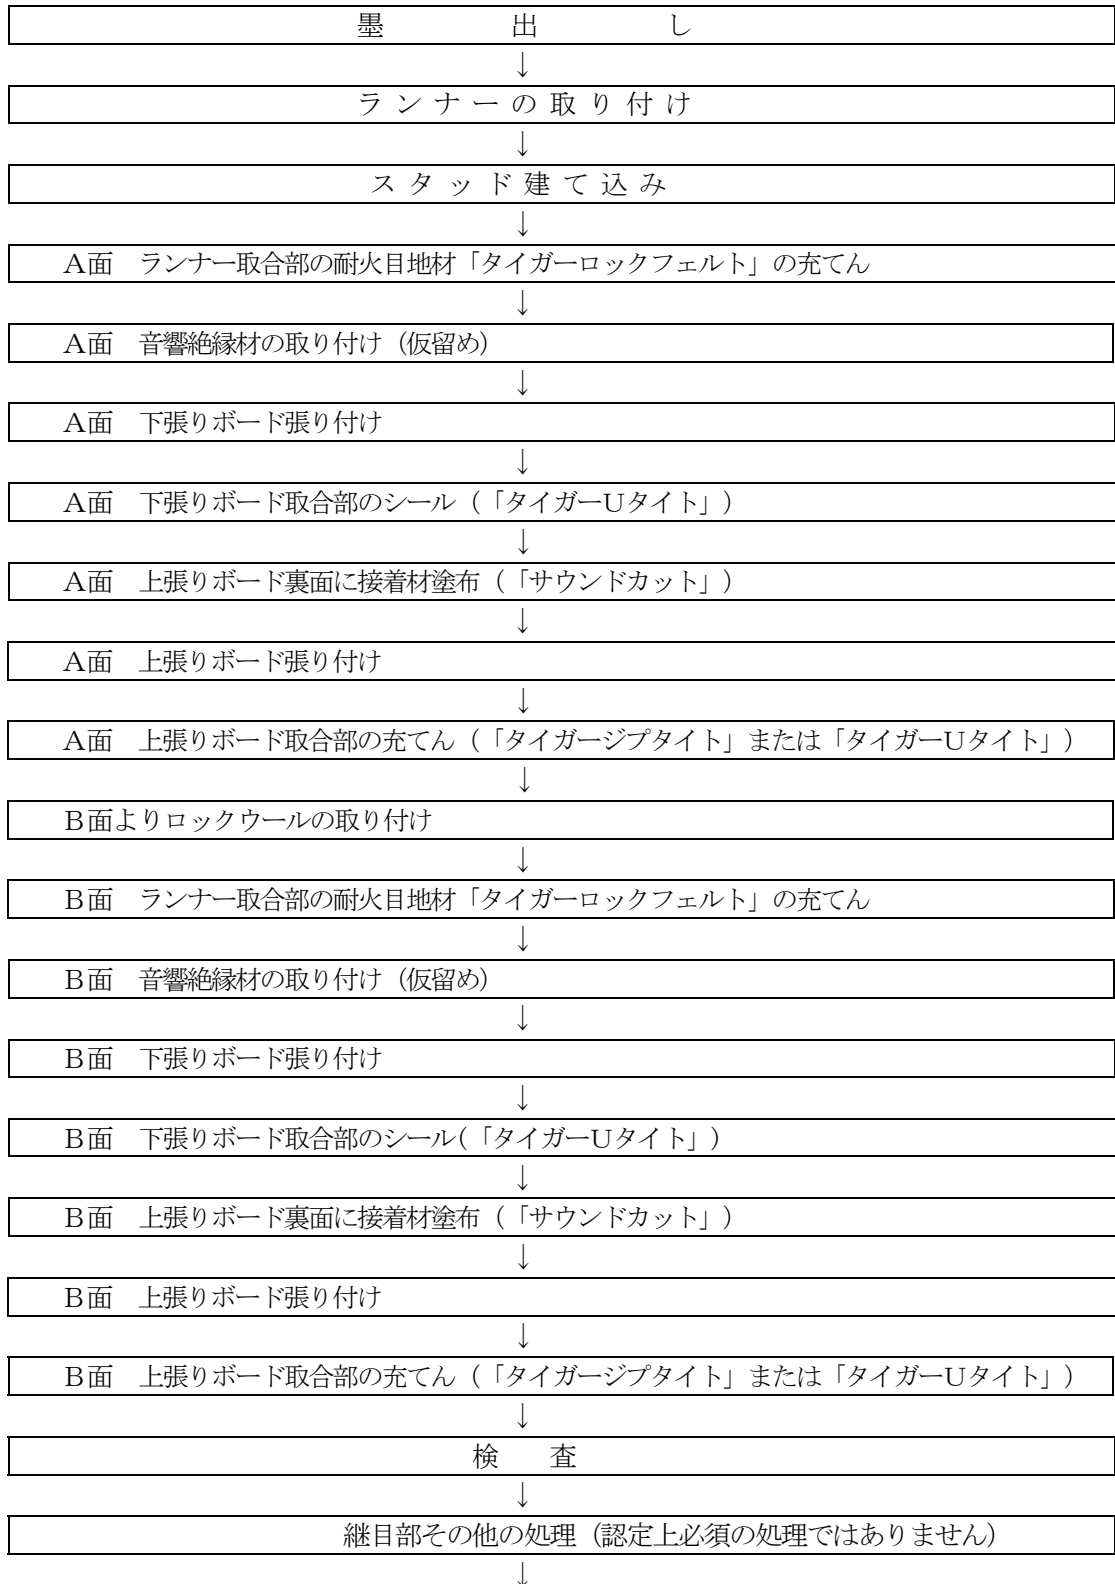 墨出し
↓
ランナーの取り付け
↓
スタッド建て込み
↓
A面　ランナー取合部の耐火目地材「タイガーロックフェルト」の充てん
↓
A面　音響絶縁材の取り付け（仮留め）
↓
A面　下張りボード張り付け
↓
A面　下張りボード取合部のシール（「タイガーUタイト」）
↓
A面　上張りボード裏面に接着材塗布（「サウンドカット」）
↓
A面　上張りボード張り付け
↓
A面　上張りボード取合部の充てん（「タイガージプタイト」または「タイガーUタイト」）
↓
B面よりロックウールの取り付け
↓
B面　ランナー取合部の耐火目地材「タイガーロックフェルト」の充てん
↓
B面　音響絶縁材の取り付け（仮留め）
↓
B面　下張りボード張り付け
↓
B面　下張りボード取合部のシール（「タイガーUタイト」）
↓
B面　上張りボード裏面に接着材塗布（「サウンドカット」）
↓
B面　上張りボード張り付け
↓
B面　上張りボード取合部の充てん（「タイガージプタイト」または「タイガーUタイト」）
↓
検　査
↓
継目部その他の処理（認定上必須の処理ではありません）
↓